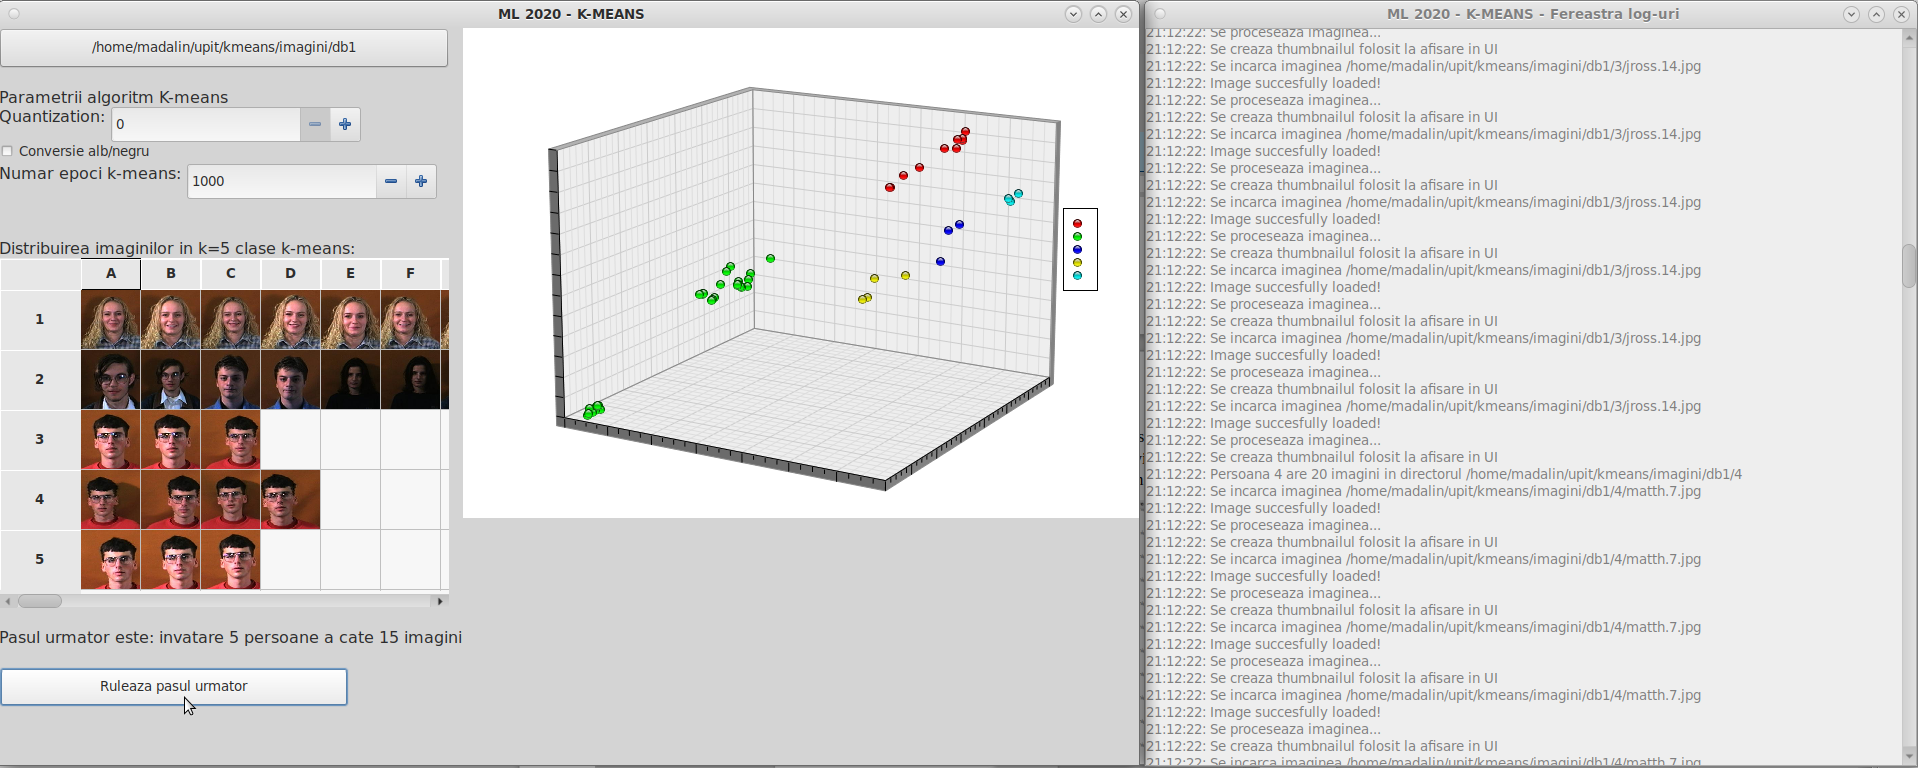 ML 2020 - K-MEANS
/home/madalin/upit/kmeans/imagini/db1
Parametrii algoritm K-means
Quantization: 0
Conversie alb/negru
Numar epoci k-means: 1000
Distribuirea imaginilor in k=5 clase k-means:
A B C D E F
1
2
3
4
5
Pasul urmator este: invatare 5 persoane a cate 15 imagini
Ruleaza pasul urmator
ML 2020 - K-MEANS - Fereastra log-uri
21:12:22: Se proceseaza imaginea...
21:12:22: Se creaza thumbnailul folosit la afisare in UI
21:12:22: Se incarca imaginea /home/madalin/upit/kmeans/imagini/db1/3/jross.14.jpg
21:12:22: Image succesfully loaded!
21:12:22: Se proceseaza imaginea...
21:12:22: Se creaza thumbnailul folosit la afisare in UI
21:12:22: Se incarca imaginea /home/madalin/upit/kmeans/imagini/db1/3/jross.14.jpg
21:12:22: Image succesfully loaded!
21:12:22: Se proceseaza imaginea...
21:12:22: Se creaza thumbnailul folosit la afisare in UI
21:12:22: Se incarca imaginea /home/madalin/upit/kmeans/imagini/db1/3/jross.14.jpg
21:12:22: Image succesfully loaded!
21:12:22: Se proceseaza imaginea...
21:12:22: Se creaza thumbnailul folosit la afisare in UI
21:12:22: Se incarca imaginea /home/madalin/upit/kmeans/imagini/db1/3/jross.14.jpg
21:12:22: Image succesfully loaded!
21:12:22: Se proceseaza imaginea...
21:12:22: Se creaza thumbnailul folosit la afisare in UI
21:12:22: Se incarca imaginea /home/madalin/upit/kmeans/imagini/db1/3/jross.14.jpg
21:12:22: Image succesfully loaded!
21:12:22: Se proceseaza imaginea...
21:12:22: Se creaza thumbnailul folosit la afisare in UI
21:12:22: Se incarca imaginea /home/madalin/upit/kmeans/imagini/db1/3/jross.14.jpg
21:12:22: Image succesfully loaded!
21:12:22: Se proceseaza imaginea...
21:12:22: Se creaza thumbnailul folosit la afisare in UI
21:12:22: Persoana 4 are 20 imagini in directorul /home/madalin/upit/kmeans/imagini/db1/4
21:12:22: Se incarca imaginea /home/madalin/upit/kmeans/imagini/db1/4/matth.7.jpg
21:12:22: Image succesfully loaded!
21:12:22: Se proceseaza imaginea...
21:12:22: Se creaza thumbnailul folosit la afisare in UI
21:12:22: Se incarca imaginea /home/madalin/upit/kmeans/imagini/db1/4/matth.7.jpg
21:12:22: Image succesfully loaded!
21:12:22: Se proceseaza imaginea...
21:12:22: Se creaza thumbnailul folosit la afisare in UI
21:12:22: Se incarca imaginea /home/madalin/upit/kmeans/imagini/db1/4/matth.7.jpg
21:12:22: Image succesfully loaded!
21:12:22: Se proceseaza imaginea...
21:12:22: Se creaza thumbnailul folosit la afisare in UI
21:12:22: Se incarca imaginea /home/madalin/upit/kmeans/imagini/db1/4/matth.7.jpg
21:12:22: Image succesfully loaded!
21:12:22: Se proceseaza imaginea...
21:12:22: Se creaza thumbnailul folosit la afisare in UI
21:12:22: Se incarca imaginea /home/madalin/upit/kmeans/imagini/db1/4/matth.7.jpg